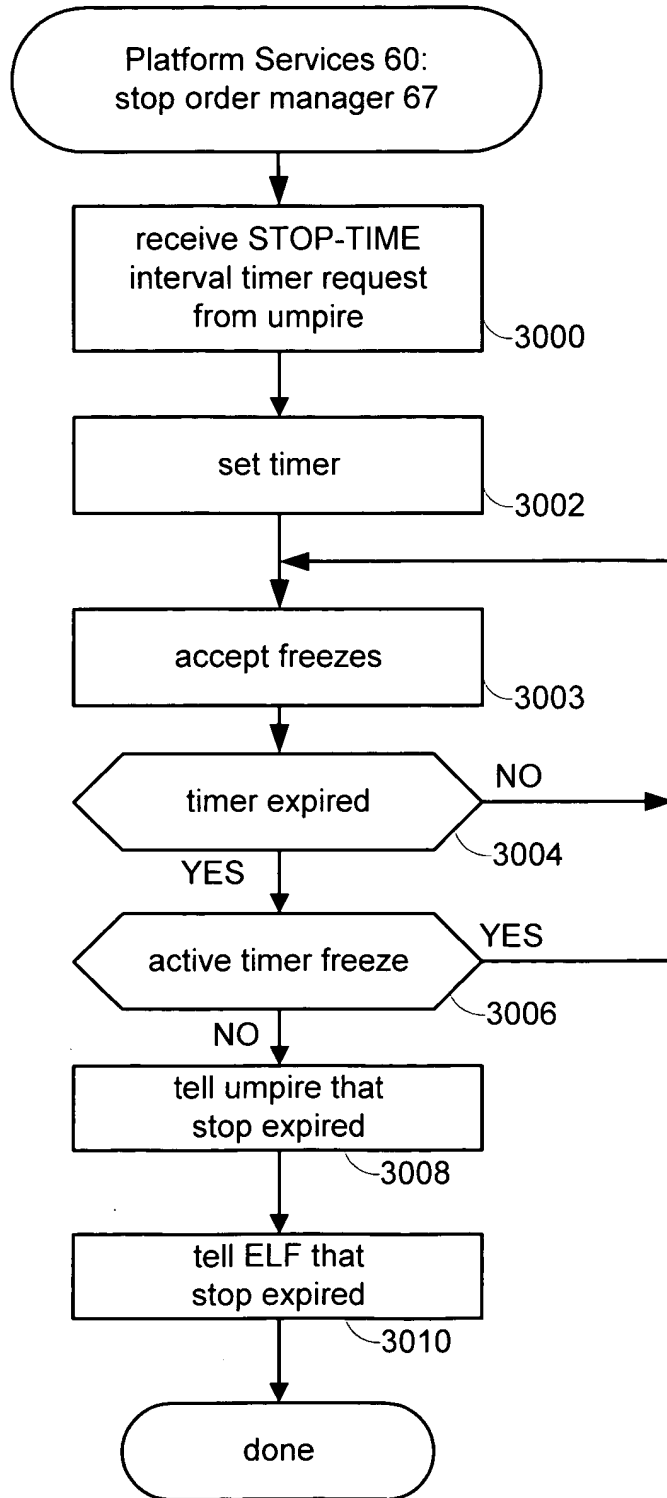 Platform Services 60:
stop order manager 67
receive STOP-TIME
interval timer request
from umpire
3000
set timer
3002
accept freezes
3003
timer expired
NO
3004
YES
active timer freeze
YES
3006
NO
tell umpire that
stop expired
3008
tell ELF that
stop expired
3010
done